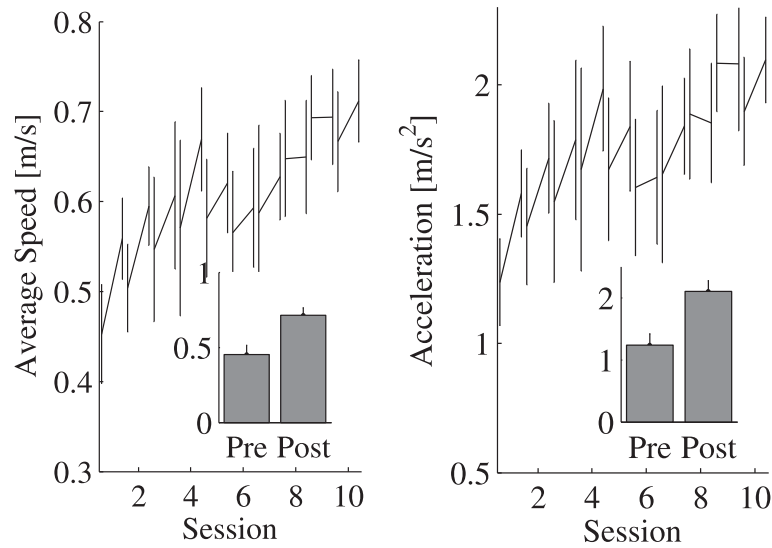 0.8
0.7
0.6
0.5
0.4
0.3
Average Speed [m/s]
2 4 6 8 10
Session
1
0.5
0
Pre Post
2
1.5
1
0.5
Acceleration [m/s²]
2 4 6 8 10
Session
2
1
0
Pre Post